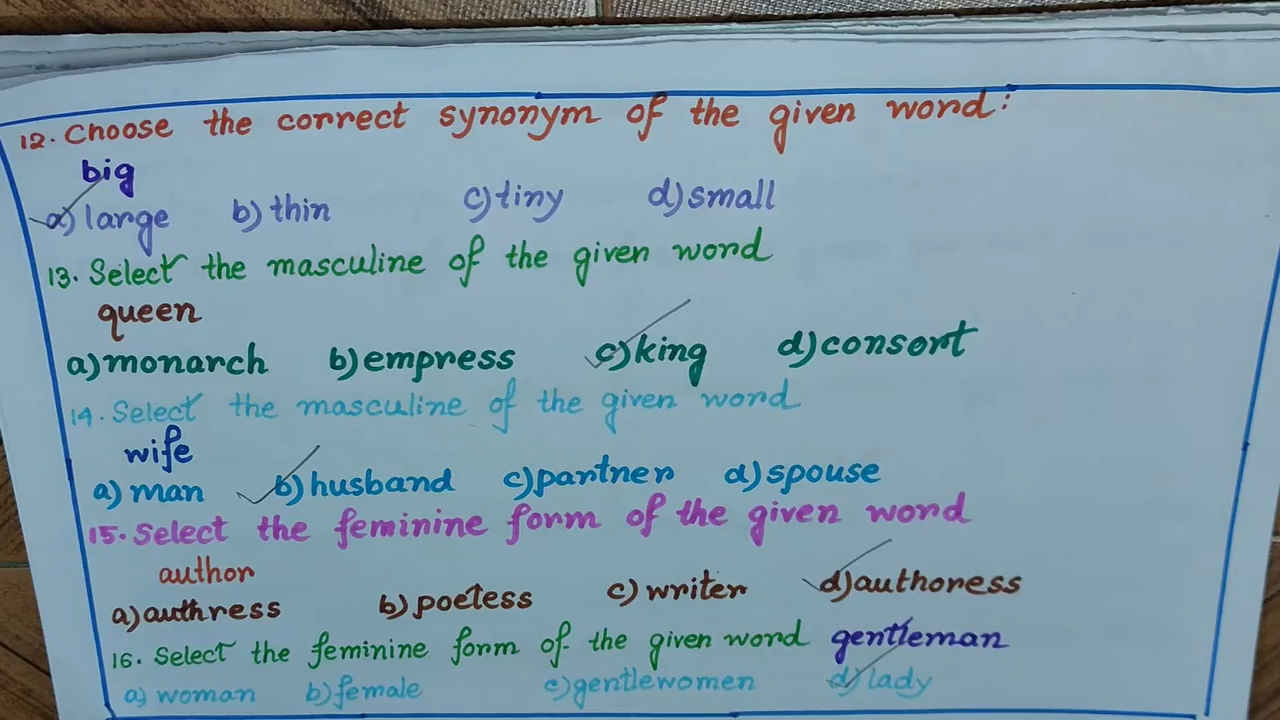 12. Choose the correct synonym of the given word:
big
a) large b) thin c) tiny d) small
13. Select the masculine of the given word
queen
a) monarch b) empress c) king d) consort
14. Select the masculine of the given word
wife
a) man b) husband c) partner d) spouse
15. Select the feminine form of the given word
author
a) authress b) poetess c) writer d) authoress
16. Select the feminine form of the given word gentleman
a) woman b) female c) gentlewomen d) lady